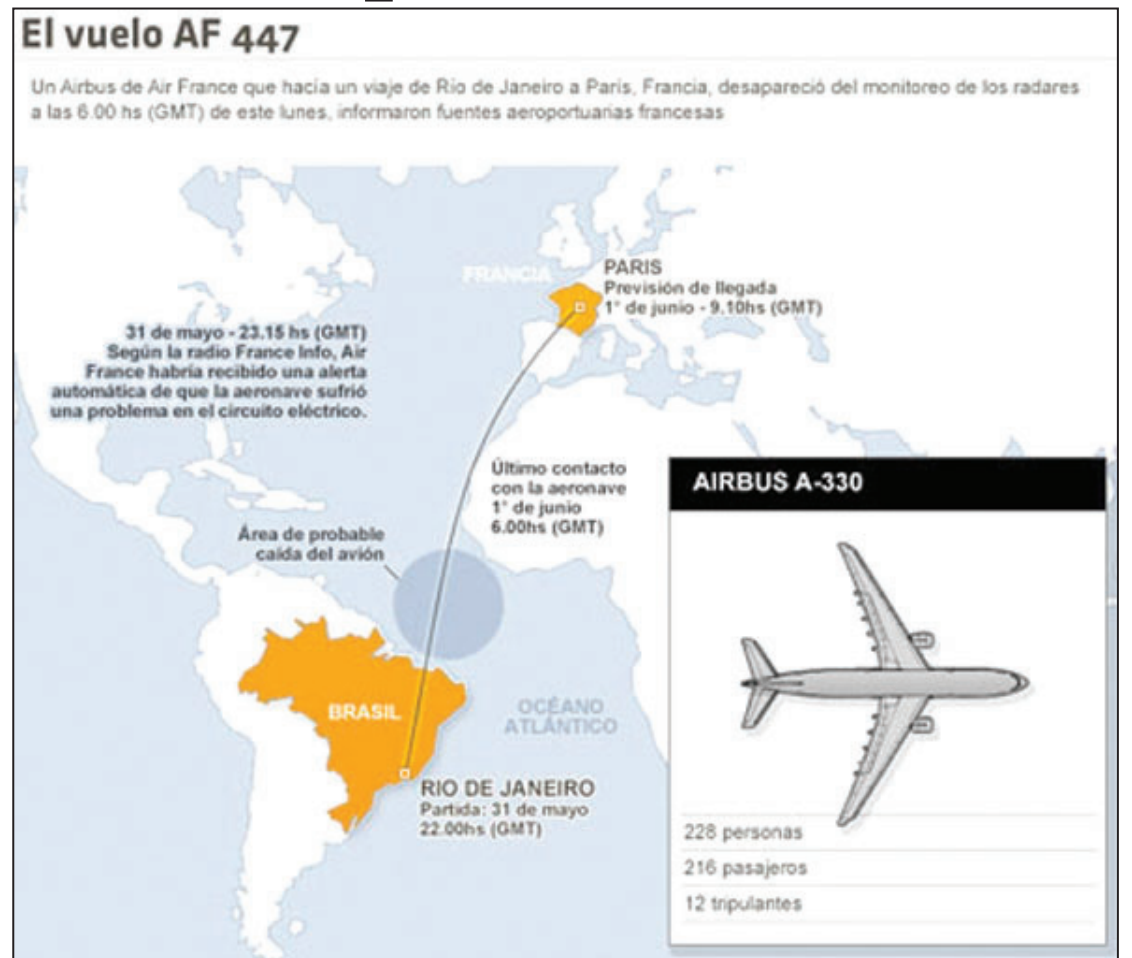 El vuelo AF 447
Un Airbus de Air France que hacía un viaje de Río de Janeiro a París, Francia, desapareció del monitoreo de los radares
a las 6.00 hs (GMT) de este lunes, informaron fuentes aeroportuarias francesas
FRANCIA
PARIS
Previsión de llegada
1° de junio - 9.10hs (GMT)
31 de mayo - 23.15 hs (GMT)
Según la radio France Info, Air
France habría recibido una alerta
automática de que la aeronave sufrió
una problema en el circuito eléctrico.
Último contacto
con la aeronave
1° de junio
6.00hs (GMT)
Área de probable
caída del avión
BRASIL
OCÉANO
ATLÁNTICO
RIO DE JANEIRO
Partida: 31 de mayo
22.00hs (GMT)
AIRBUS A-330
228 personas
216 pasajeros
12 tripulantes